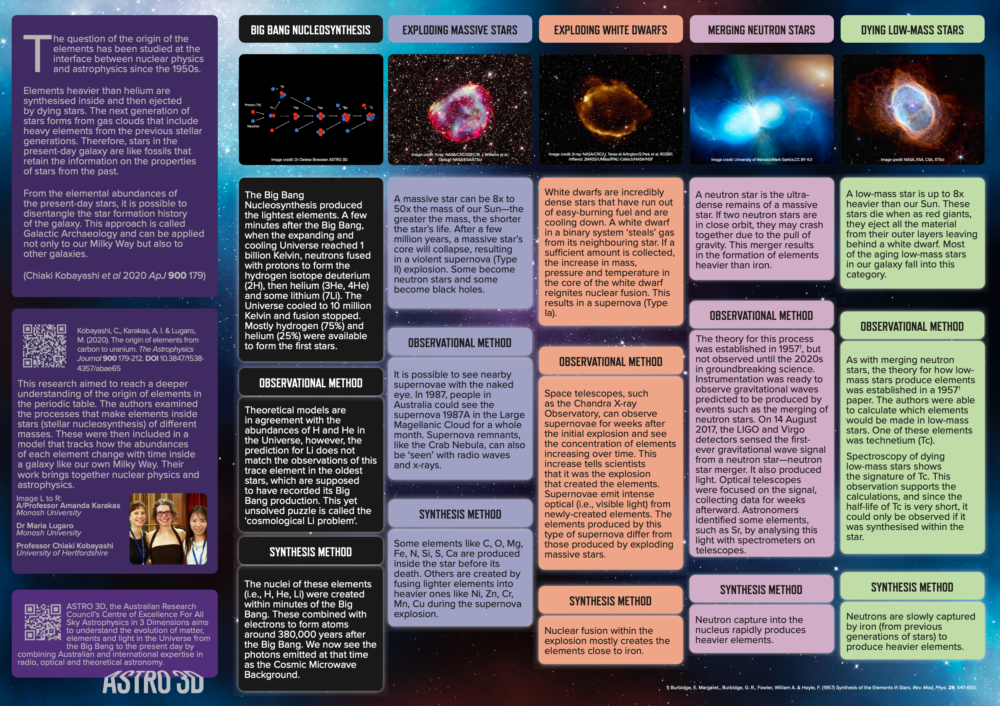 The question of the origin of the
elements has been studied at the
interface between nuclear physics
and astrophysics since the 1950s.
Elements heavier than helium are
synthesised inside and then ejected
by dying stars. The next generation of
stars forms from gas clouds that include
heavy elements from the previous stellar
generations. Therefore, stars in the
present-day galaxy are like fossils that
retain the information on the properties
of stars from the past.
From the elemental abundances of
the present-day stars, it is possible to
disentangle the star formation history
of the galaxy. This approach is called
Galactic Archaeology and can be applied
not only to our Milky Way but also to
other galaxies.
(Chiaki Kobayashi et al 2020 ApJ 900 179)
Kobayashi, C., Karakas, A. I. & Lugaro,
M. (2020). The origin of elements from
carbon to uranium. The Astrophysics
Journal 900 179-212. DOI 10.3847/1538-
4357/abae65
This research aimed to reach a deeper
understanding of the origin of elements in
the periodic table. The authors examined
the processes that make elements inside
stars (stellar nucleosynthesis) of different
masses. These were then included in a
model that tracks how the abundances
of each element change with time inside
a galaxy like our own Milky Way. Their
work brings together nuclear physics and
astrophysics.
Image L to R:
A/Professor Amanda Karakas
Monash University
Dr Maria Lugaro
Monash University
Professor Chiaki Kobayashi
University of Hertfordshire
ASTRO 3D, the Australian Research
Council's Centre of Excellence For All
Sky Astrophysics in 3 Dimensions aims
to understand the evolution of matter,
elements and light in the Universe from
the Big Bang to the present day by
combining Australian and international expertise in
radio, optical and theoretical astronomy.
ASTRO 3D
BIG BANG NUCLEOSYNTHESIS
³H
Proton (¹H)
²H
³He
⁴He
⁷Be
⁷Li
Neutron
Image credit: Dr Delese Brewster ASTRO 3D
The Big Bang
Nucleosynthesis produced
the lightest elements. A few
minutes after the Big Bang,
when the expanding and
cooling Universe reached 1
billion Kelvin, neutrons fused
with protons to form the
hydrogen isotope deuterium
(2H), then helium (3He, 4He)
and some lithium (7Li). The
Universe cooled to 10 million
Kelvin and fusion stopped.
Mostly hydrogen (75%) and
helium (25%) were available
to form the first stars.
OBSERVATIONAL METHOD
Theoretical models are
in agreement with the
abundances of H and He in
the Universe, however, the
prediction for Li does not
match the observations of this
trace element in the oldest
stars, which are supposed
to have recorded its Big
Bang production. This yet
unsolved puzzle is called the
'cosmological Li problem'.
SYNTHESIS METHOD
The nuclei of these elements
(i.e., H, He, Li) were created
within minutes of the Big
Bang. These combined with
electrons to form atoms
around 380,000 years after
the Big Bang. We now see the
photons emitted at that time
as the Cosmic Microwave
Background.
EXPLODING MASSIVE STARS
Image credit: X-ray: NASA/CXC/GSFC/B. J. Williams et al.;
Optical: NASA/ESA/STScI
A massive star can be 8x to
50x the mass of our Sun—the
greater the mass, the shorter
the star's life. After a few
million years, a massive star's
core will collapse, resulting
in a violent supernova (Type
II) explosion. Some become
neutron stars and some
become black holes.
OBSERVATIONAL METHOD
It is possible to see nearby
supernovae with the naked
eye. In 1987, people in
Australia could see the
supernova 1987A in the Large
Magellanic Cloud for a whole
month. Supernova remnants,
like the Crab Nebula, can also
be 'seen' with radio waves
and x-rays.
SYNTHESIS METHOD
Some elements like C, O, Mg,
Fe, N, Si, S, Ca are produced
inside the star before its
death. Others are created by
fusing lighter elements into
heavier ones like Ni, Zn, Cr,
Mn, Cu during the supernova
explosion.
EXPLODING WHITE DWARFS
Image credit: X-ray: NASA/CXC/U. Texas at Arlington/S.Park et al, ROSAT;
Infrared: 2MASS/UMass/IPAC-Caltech/NASA/NSF
White dwarfs are incredibly
dense stars that have run out
of easy-burning fuel and are
cooling down. A white dwarf
in a binary system 'steals' gas
from its neighbouring star. If a
sufficient amount is collected,
the increase in mass,
pressure and temperature in
the core of the white dwarf
reignites nuclear fusion. This
results in a supernova (Type
Ia).
OBSERVATIONAL METHOD
Space telescopes, such
as the Chandra X-ray
Observatory, can observe
supernovae for weeks after
the initial explosion and see
the concentration of elements
increasing over time. This
increase tells scientists
that it was the explosion
that created the elements.
Supernovae emit intense
optical (i.e., visible light) from
newly-created elements. The
elements produced by this
type of supernova differ from
those produced by exploding
massive stars.
SYNTHESIS METHOD
Nuclear fusion within the
explosion mostly creates the
elements close to iron.
MERGING NEUTRON STARS
Image credit: University of Warwick/Mark Garlick,CC BY 4.0
A neutron star is the ultra-
dense remains of a massive
star. If two neutron stars are
in close orbit, they may crash
together due to the pull of
gravity. This merger results
in the formation of elements
heavier than iron.
OBSERVATIONAL METHOD
The theory for this process
was established in 1957¹, but
not observed until the 2020s
in groundbreaking science.
Instrumentation was ready to
observe gravitational waves
predicted to be produced by
events such as the merging of
neutron stars. On 14 August
2017, the LIGO and Virgo
detectors sensed the first-
ever gravitational wave signal
from a neutron star—neutron
star merger. It also produced
light. Optical telescopes
were focused on the signal,
collecting data for weeks
afterward. Astronomers
identified some elements,
such as Sr, by analysing this
light with spectrometers on
telescopes.
SYNTHESIS METHOD
Neutron capture into the
nucleus rapidly produces
heavier elements.
DYING LOW-MASS STARS
Image credit: NASA, ESA, CSA, STScI
A low-mass star is up to 8x
heavier than our Sun. These
stars die when as red giants,
they eject all the material
from their outer layers leaving
behind a white dwarf. Most
of the aging low-mass stars
in our galaxy fall into this
category.
OBSERVATIONAL METHOD
As with merging neutron
stars, the theory for how low-
mass stars produce elements
was established in a 1957¹
paper. The authors were able
to calculate which elements
would be made in low-mass
stars. One of these elements
was technetium (Tc).
Spectroscopy of dying
low-mass stars shows
the signature of Tc. This
observation supports the
calculations, and since the
half-life of Tc is very short, it
could only be observed if it
was synthesised within the
star.
SYNTHESIS METHOD
Neutrons are slowly captured
by iron (from previous
generations of stars) to
produce heavier elements.
1) Burbidge, E. Margaret., Burbidge, G. R., Fowler, William A. & Hoyle, F. (1957) Synthesis of the Elements in Stars. Rev. Mod, Phys. 29, 547-650.